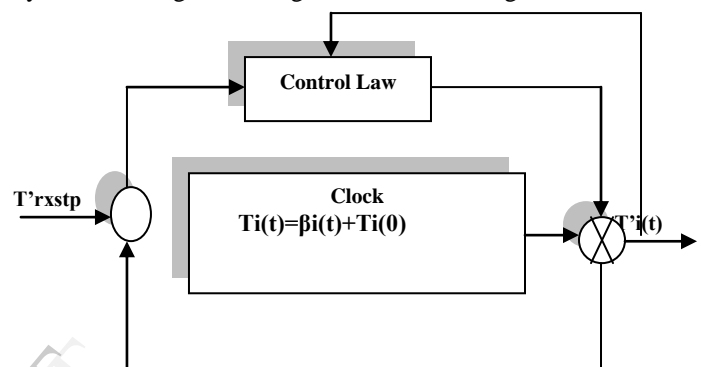 Control Law
T'rxstp
Clock
Ti(t)=βi(t)+Ti(0)
T'i(t)